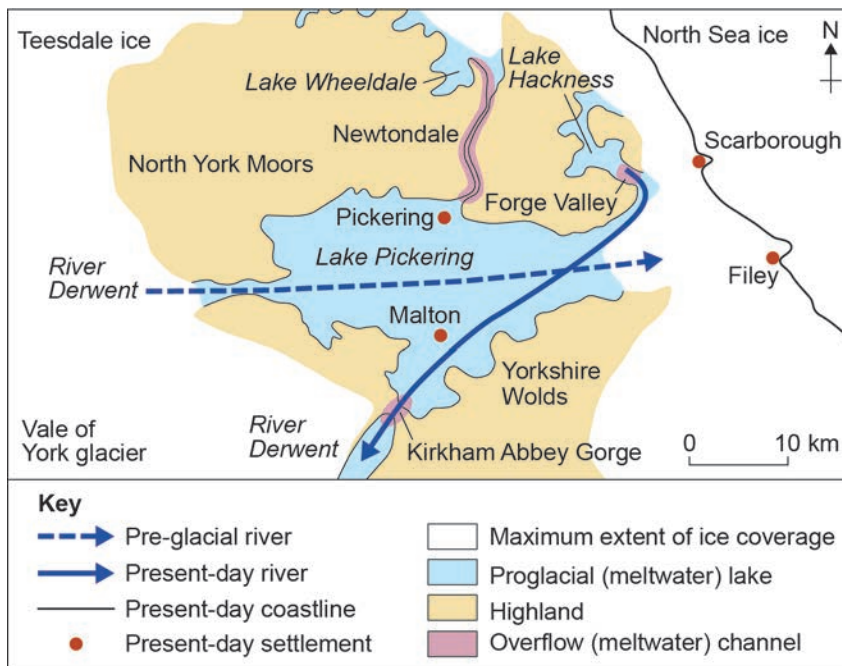 Teesdale ice
North Sea ice
N
Lake
Hackness
Lake Wheeldale
Newtondale
Scarborough
North York Moors
Forge Valley
Pickering
Lake Pickering
River
Derwent
Filey
Malton
Yorkshire
Wolds
River
Derwent
Vale of
York glacier
Kirkham Abbey Gorge
0 10 km
Key
Pre-glacial river
Present-day river
Present-day coastline
Present-day settlement
Maximum extent of ice coverage
Proglacial (meltwater) lake
Highland
Overflow (meltwater) channel